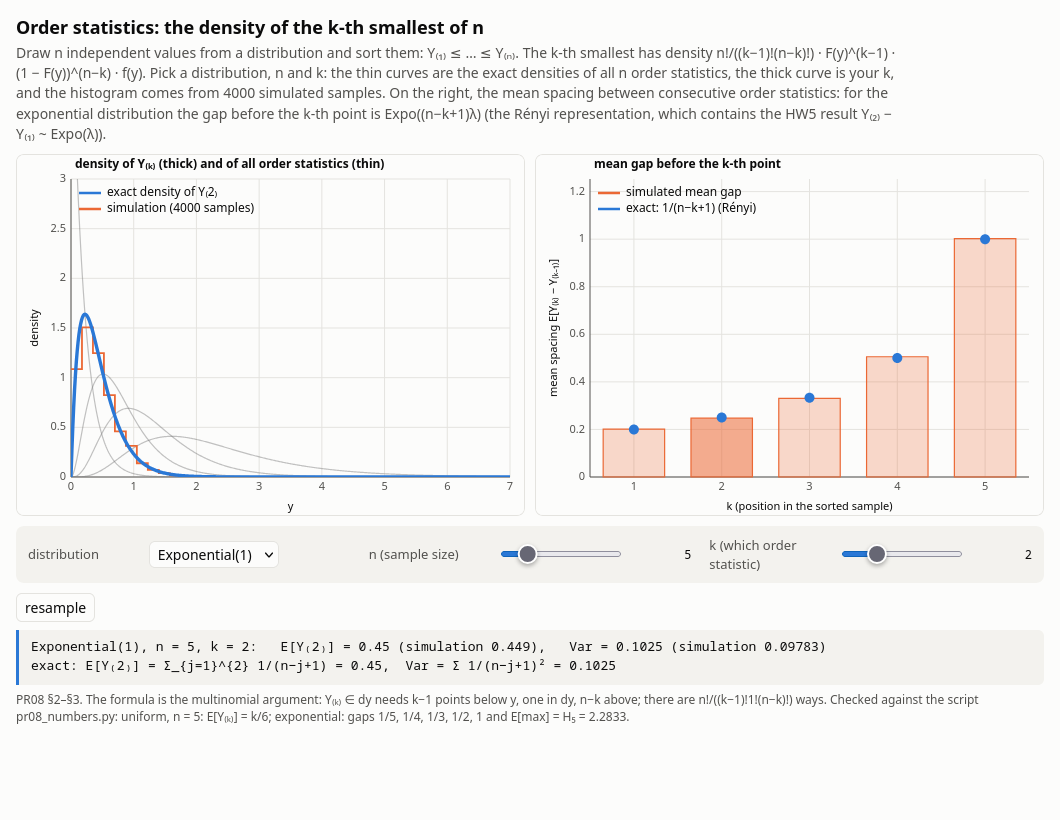 Order statistics: the density of the k-th smallest of n
Draw n independent values from a distribution and sort them: Y₍₁₎ ≤ … ≤ Y₍ₙ₎. The k-th smallest has density n!/((k−1)!(n−k)!) · F(y)^(k−1) ·
(1 − F(y))^(n−k) · f(y). Pick a distribution, n and k: the thin curves are the exact densities of all n order statistics, the thick curve is your k,
and the histogram comes from 4000 simulated samples. On the right, the mean spacing between consecutive order statistics: for the
exponential distribution the gap before the k-th point is Expo((n−k+1)λ) (the Rényi representation, which contains the HW5 result Y₍₂₎ −
Y₍₁₎ ~ Expo(λ)).
density of Y₍ₖ₎ (thick) and of all order statistics (thin)
exact density of Y₍2₎
simulation (4000 samples)
3
2.5
2
1.5
1
0.5
0
density
0 1 2 3 4 5 6 7
y
mean gap before the k-th point
simulated mean gap
exact: 1/(n−k+1) (Rényi)
1.2
1
0.8
0.6
0.4
0.2
0
mean spacing E[Y₍ₖ₎ − Y₍ₖ₋₁₎]
1 2 3 4 5
k (position in the sorted sample)
distribution Exponential(1) n (sample size) 5 k (which order statistic) 2
resample
Exponential(1), n = 5, k = 2: E[Y₍2₎] = 0.45 (simulation 0.449), Var = 0.1025 (simulation 0.09783)
exact: E[Y₍2₎] = Σ_{j=1}^{2} 1/(n−j+1) = 0.45, Var = Σ 1/(n−j+1)² = 0.1025
PR08 §2–§3. The formula is the multinomial argument: Y₍ₖ₎ ∈ dy needs k−1 points below y, one in dy, n−k above; there are n!/((k−1)!1!(n−k)!) ways. Checked against the script
pr08_numbers.py: uniform, n = 5: E[Y₍ₖ₎] = k/6; exponential: gaps 1/5, 1/4, 1/3, 1/2, 1 and E[max] = H₅ = 2.2833.